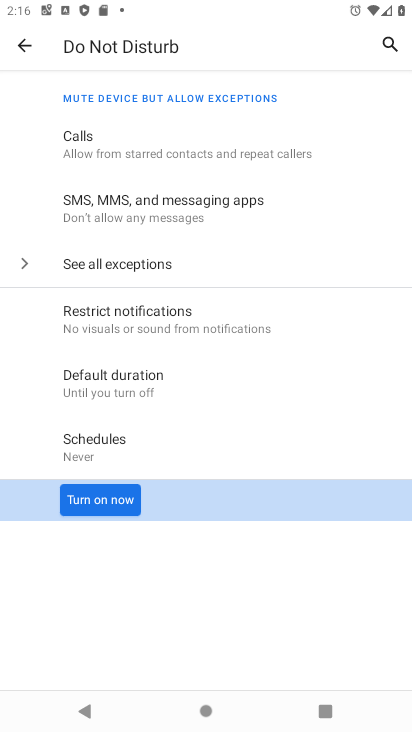 2:16
Do Not Disturb
MUTE DEVICE BUT ALLOW EXCEPTIONS
Calls
Allow from starred contacts and repeat callers
SMS, MMS, and messaging apps
Don't allow any messages
See all exceptions
Restrict notifications
No visuals or sound from notifications
Default duration
Until you turn off
Schedules
Never
Turn on now